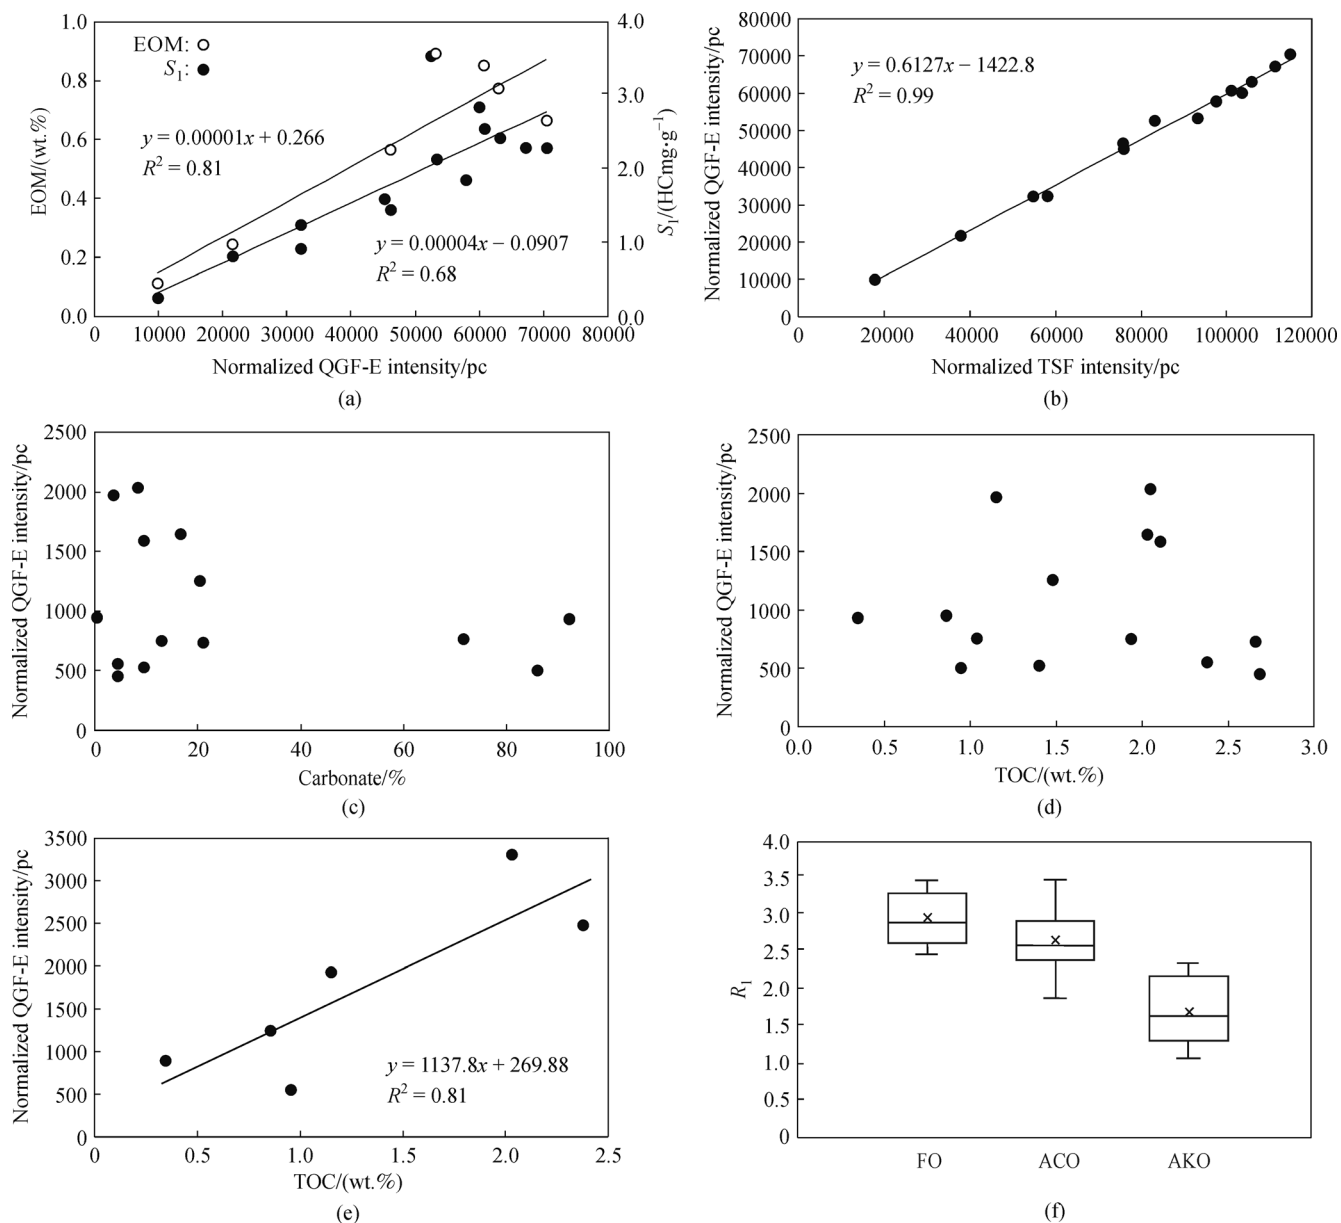 1.0
0.8
0.6
0.4
0.2
0.0
EOM/(wt.%)
EOM:
S₁:
y = 0.00001x + 0.266
R² = 0.81
y = 0.00004x − 0.0907
R² = 0.68
4.0
3.0
2.0
1.0
0.0
S₁/(HCmg·g⁻¹)
0 10000 20000 30000 40000 50000 60000 70000 80000
Normalized QGF-E intensity/pc
(a)
80000
70000
60000
50000
40000
30000
20000
10000
0
Normalized QGF-E intensity/pc
y = 0.6127x − 1422.8
R² = 0.99
0 20000 40000 60000 80000 100000 120000
Normalized TSF intensity/pc
(b)
2500
2000
1500
1000
500
0
Normalized QGF-E intensity/pc
0 20 40 60 80 100
Carbonate/%
(c)
2500
2000
1500
1000
500
0
Normalized QGF-E intensity/pc
0.0 0.5 1.0 1.5 2.0 2.5 3.0
TOC/(wt.%)
(d)
3500
3000
2500
2000
1500
1000
500
0
Normalized QGF-E intensity/pc
y = 1137.8x + 269.88
R² = 0.81
0 0.5 1.0 1.5 2.0 2.5
TOC/(wt.%)
(e)
4.0
3.5
3.0
2.5
2.0
1.5
1.0
0.5
0
R₁
FO ACO AKO
(f)